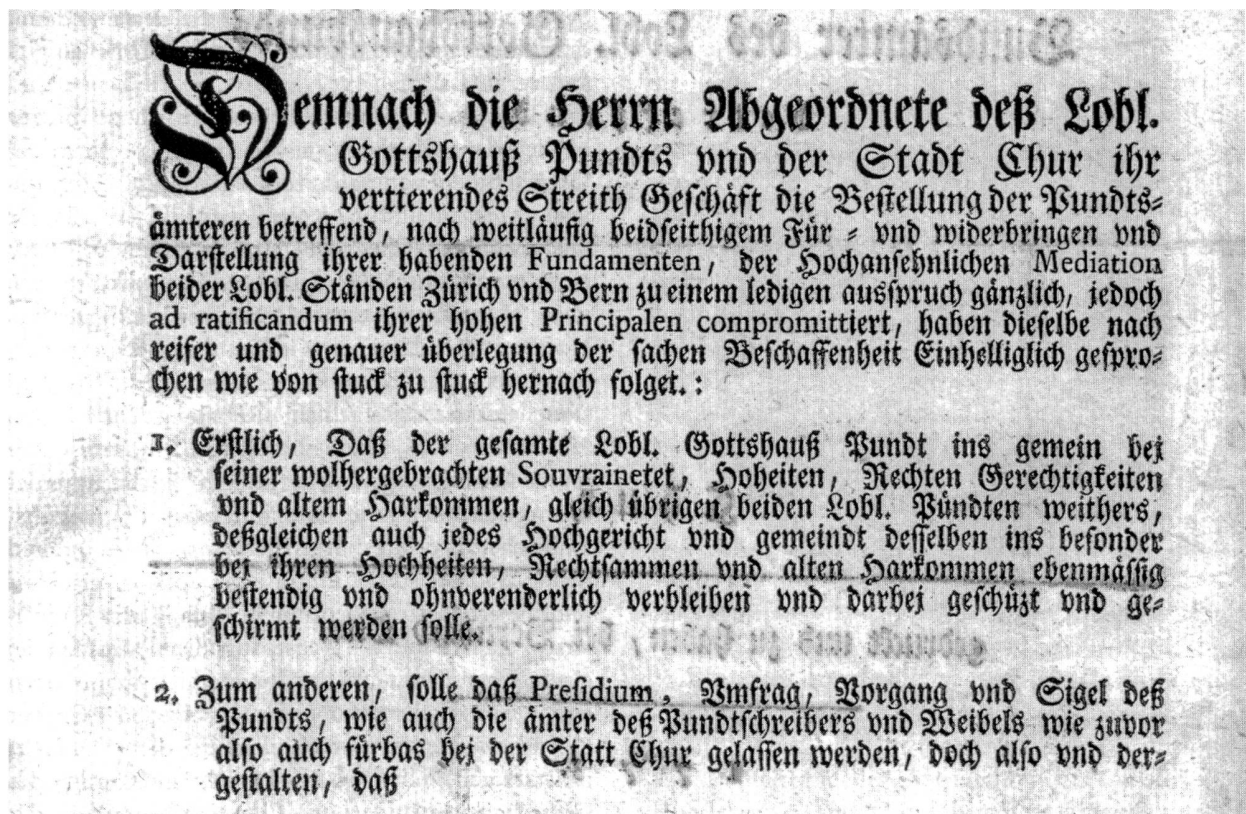 Demnach die Herrn Abgeordnete deß Lobl.
Gottshauß Pundts vnd der Stadt Chur ihr
vertierendes Streith Geschäft die Bestellung der Pundts-
ämteren betreffend, nach weitläufig beidseithigem Für - vnd widerbringen vnd
Darstellung ihrer habenden Fundamenten, der Hochansehnlichen Mediation
beider Lobl. Ständen Zürich vnd Bern zu einem ledigen ausspruch gänzlich, jedoch
ad ratificandum ihrer hohen Principalen compromittiert, haben dieselbe nach
reifer und genauer überlegung der sachen Beschaffenheit Einhelliglich gespro-
chen wie von stuck zu stuck hernach folget.:
1. Erstlich, Daß der gesamte Lobl. Gottshauß Pundt ins gemein bej
seiner wolhergebrachten Souvrainetet, Hoheiten, Rechten Gerechtigkeiten
vnd altem Harkommen, gleich übrigen beiden Lobl. Pündten weithers,
deßgleichen auch jedes Hochgericht vnd gemeindt desselben ins besonder
bej ihren Hochheiten, Rechtsammen vnd alten Harkommen ebenmässig
bestendig vnd ohnverenderlich verbleiben vnd darbej geschüzt vnd ge-
schirmt werden solle.
2. Zum anderen, solle daß Presidium, Vmfrag, Vorgang vnd Sigel deß
Pundts, wie auch die ämter deß Pundtschreibers vnd Weibels wie zuvor
also auch fürbas bej der Statt Chur gelassen werden, doch also vnd der-
gestalten, daß